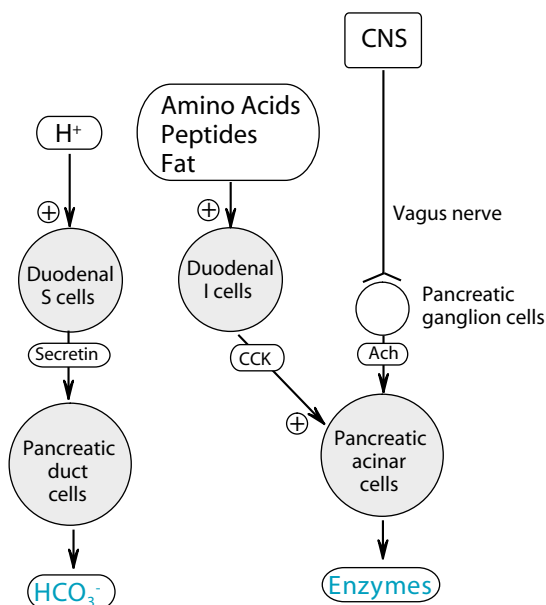 CNS
Amino Acids
Peptides
Fat
H⁺
+
+
Vagus nerve
Duodenal
S cells
Duodenal
I cells
Pancreatic
ganglion cells
Secretin
CCK
Ach
+
Pancreatic
duct
cells
Pancreatic
acinar
cells
HCO₃⁻
Enzymes